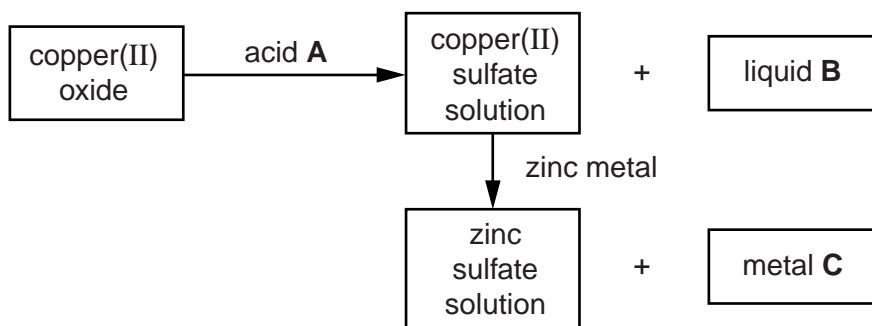 copper(II)
oxide
acid A
copper(II)
sulfate
solution
+
liquid B
zinc metal
zinc
sulfate
solution
+
metal C